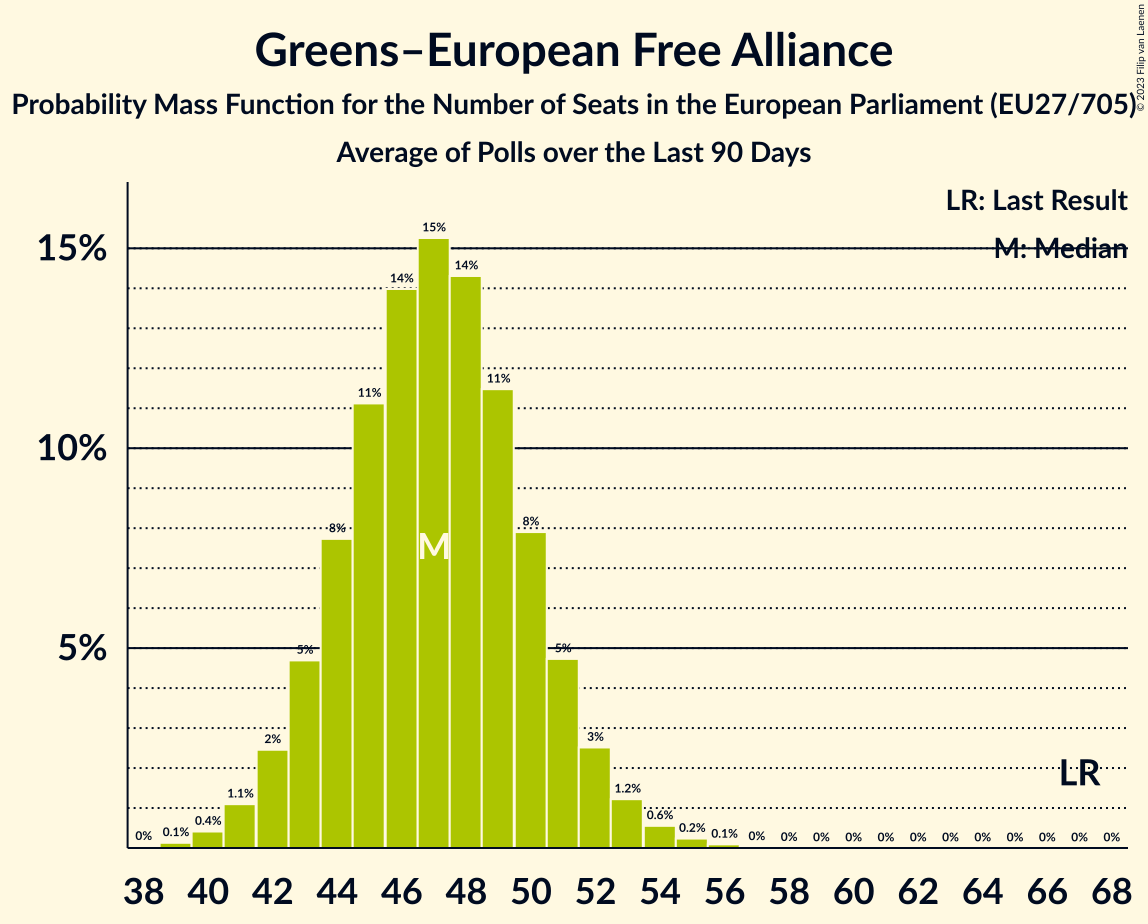 Greens–European Free Alliance
Probability Mass Function for the Number of Seats in the European Parliament (EU27/705)
Average of Polls over the Last 90 Days
© 2023 Filip van Laenen
LR: Last Result
M: Median
15%
10%
5%
0% 0.1% 0.4% 1.1% 2% 5% 8% 11% 14% 15% 14% 11% 8% 5% 3% 1.2% 0.6% 0.2% 0.1% 0% 0% 0% 0% 0% 0% 0% 0% 0% 0% 0% 0%
M
LR
38 40 42 44 46 48 50 52 54 56 58 60 62 64 66 68